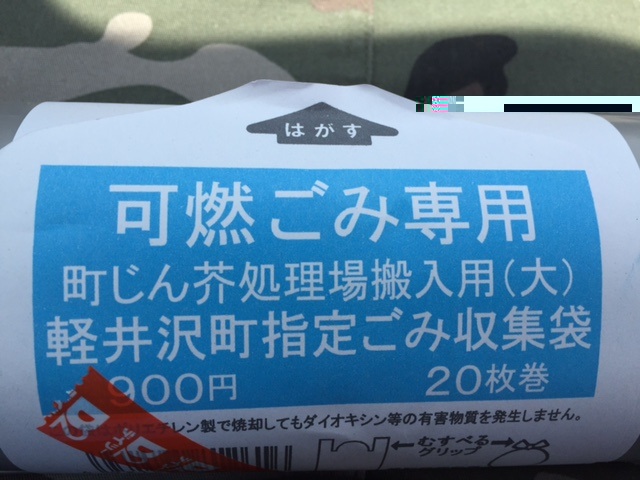 はがす
可燃ごみ専用
町じん芥処理場搬入用(大)
軽井沢町指定ごみ収集袋
900円 20枚巻
チレン製で焼却してもダイオキシン等の有害物質を発生しません。
むすべる
グリップ